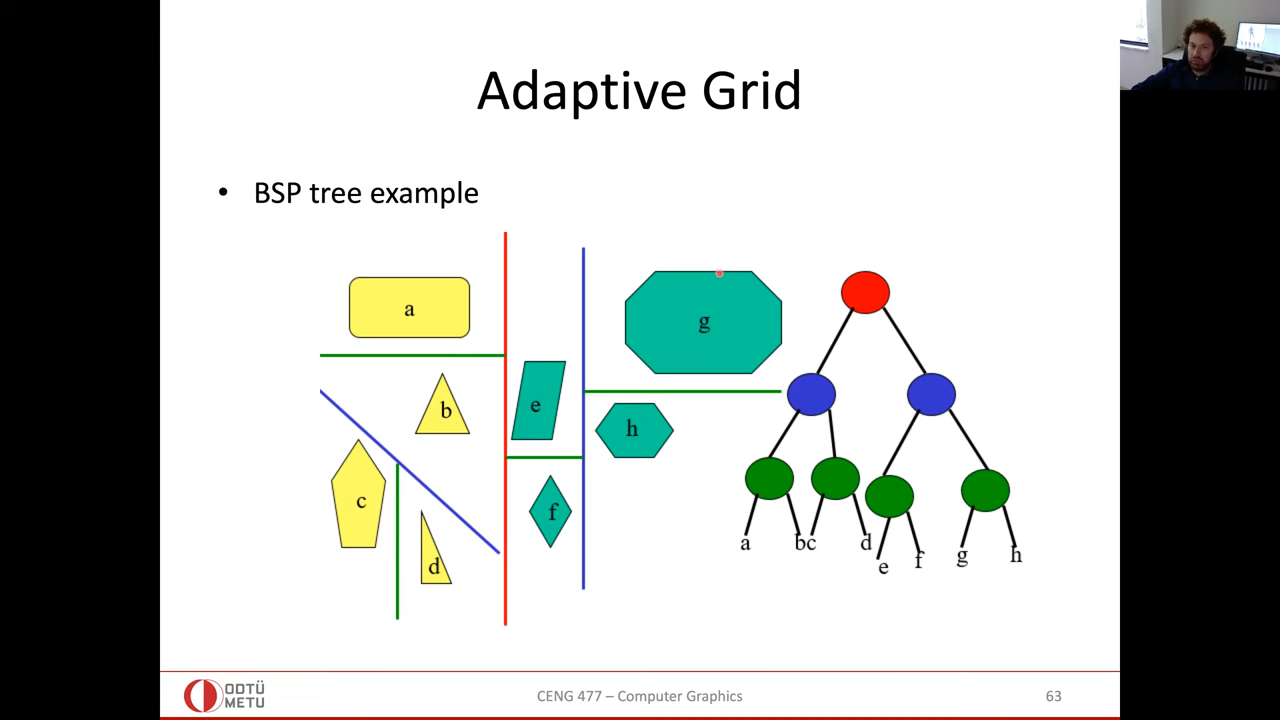 Adaptive Grid
• BSP tree example
a
g
e
b
h
c
f
d
a
bc
d
e
f
g
h
ODTÜ
METU
CENG 477 – Computer Graphics
63